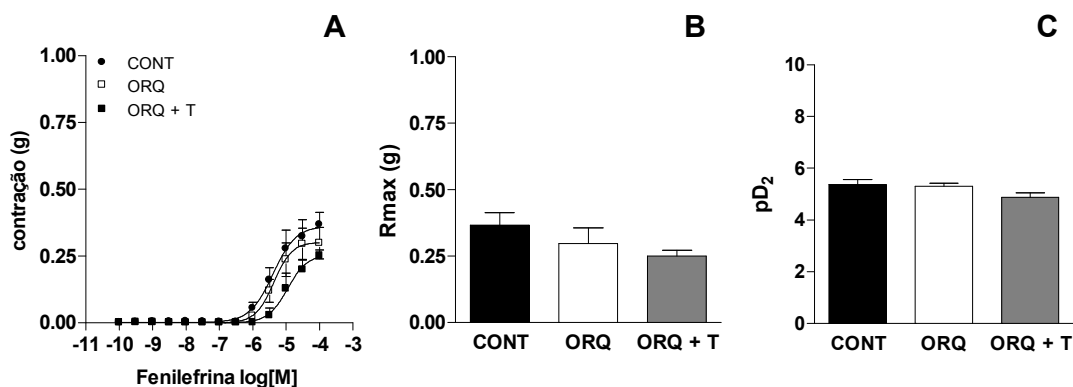 A
1.00
0.75
0.50
0.25
0.00
contração (g)
CONT
ORQ
ORQ + T
-11 -10 -9 -8 -7 -6 -5 -4 -3
Fenilefrina log[M]
B
1.00
0.75
0.50
0.25
0.00
Rmax (g)
CONT ORQ ORQ + T
C
10
8
6
4
2
0
pD₂
CONT ORQ ORQ + T